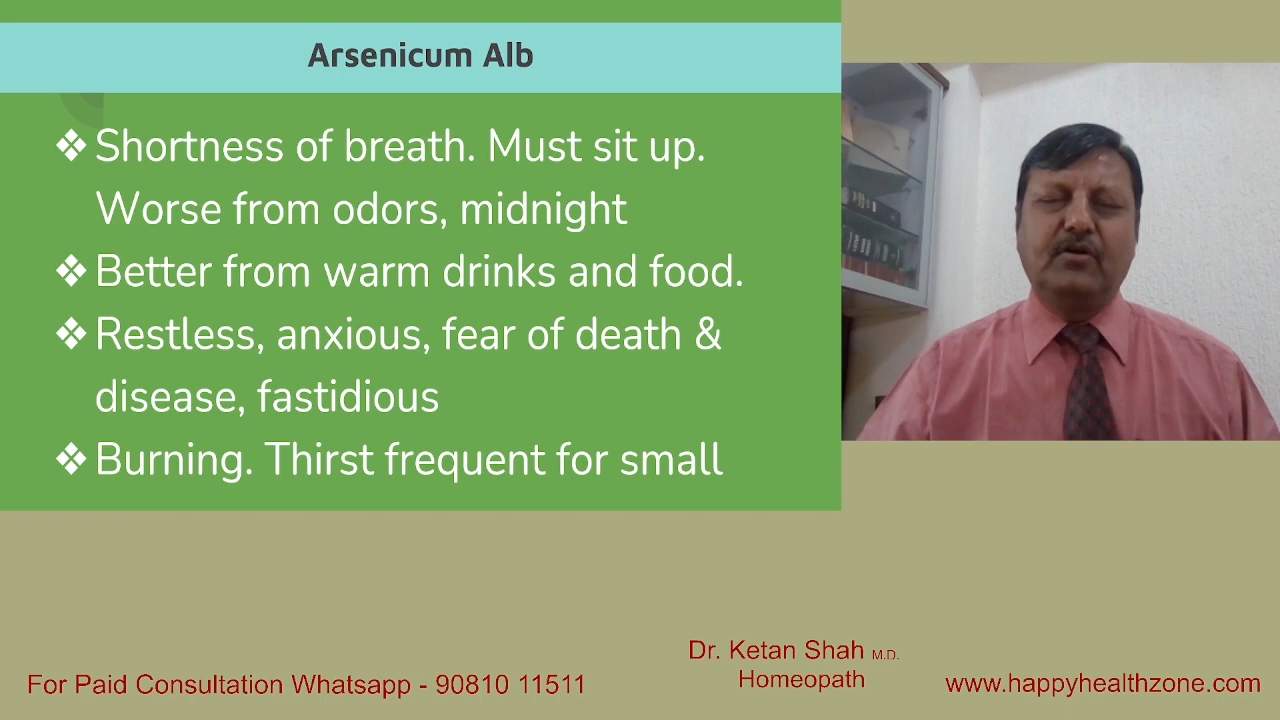 Arsenicum Alb
❖ Shortness of breath. Must sit up.
Worse from odors, midnight
❖ Better from warm drinks and food.
❖ Restless, anxious, fear of death &
disease, fastidious
❖ Burning. Thirst frequent for small
Dr. Ketan Shah M.D.
Homeopath
For Paid Consultation Whatsapp - 90810 11511
www.happyhealthzone.com